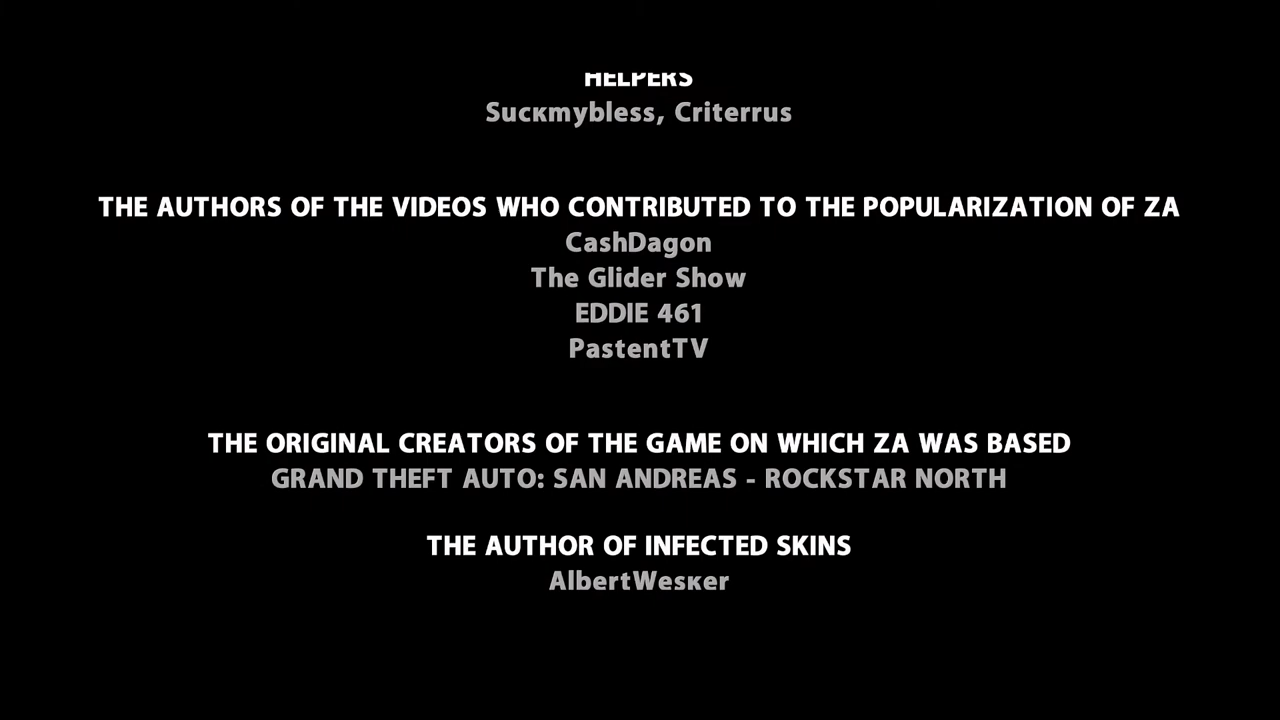 HELPERS
Suckmybless, Criterrus
THE AUTHORS OF THE VIDEOS WHO CONTRIBUTED TO THE POPULARIZATION OF ZA
CashDagon
The Glider Show
EDDIE 461
PastentTV
THE ORIGINAL CREATORS OF THE GAME ON WHICH ZA WAS BASED
GRAND THEFT AUTO: SAN ANDREAS - ROCKSTAR NORTH
THE AUTHOR OF INFECTED SKINS
AlbertWesker